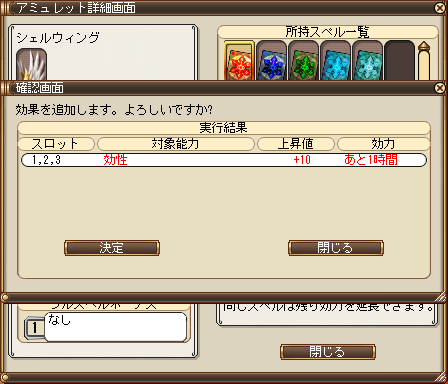 アミュレット詳細画面
シェルウィング
所持スペル一覧
確認画面
効果を追加します。よろしいですか?
実行結果
スロット 対象能力 上昇値 効力
1,2,3 効性 +10 あと1時間
決定 閉じる
1 なし
同じスペルは残り効力を延長できます。
閉じる